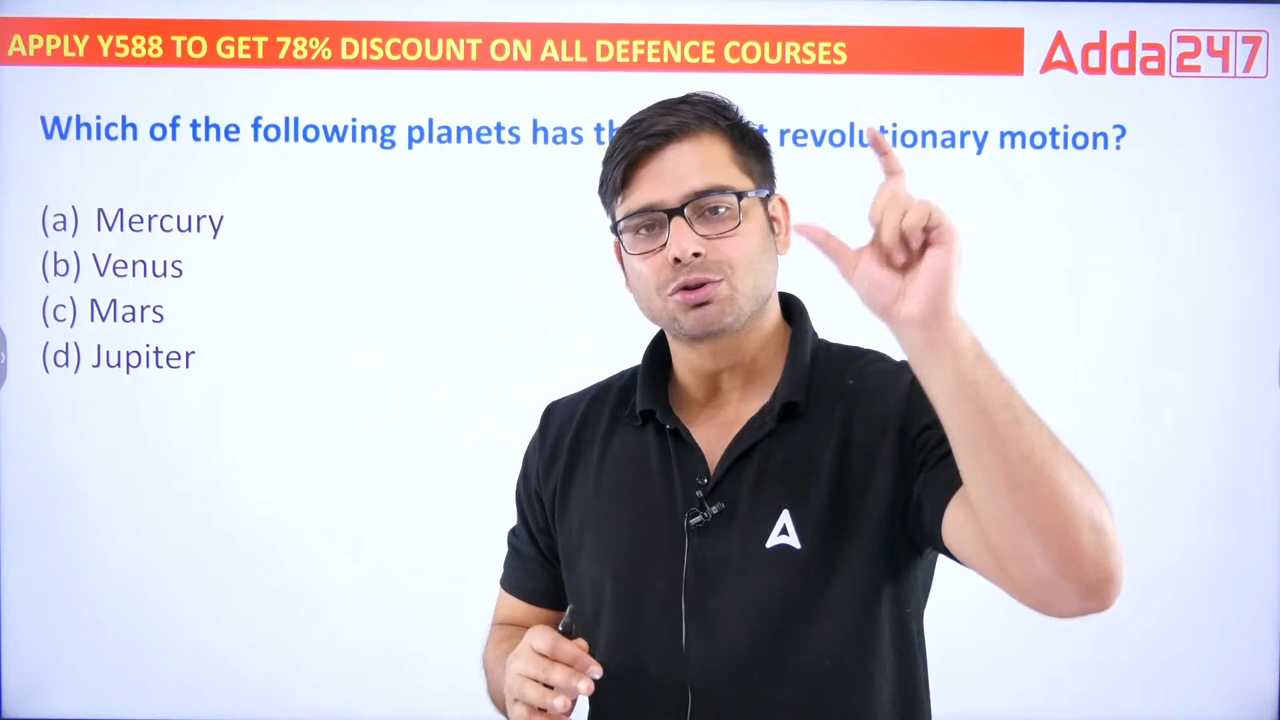 APPLY Y588 TO GET 78% DISCOUNT ON ALL DEFENCE COURSES
Adda247
Which of the following planets has revolutionary motion?
(a) Mercury
(b) Venus
(c) Mars
(d) Jupiter